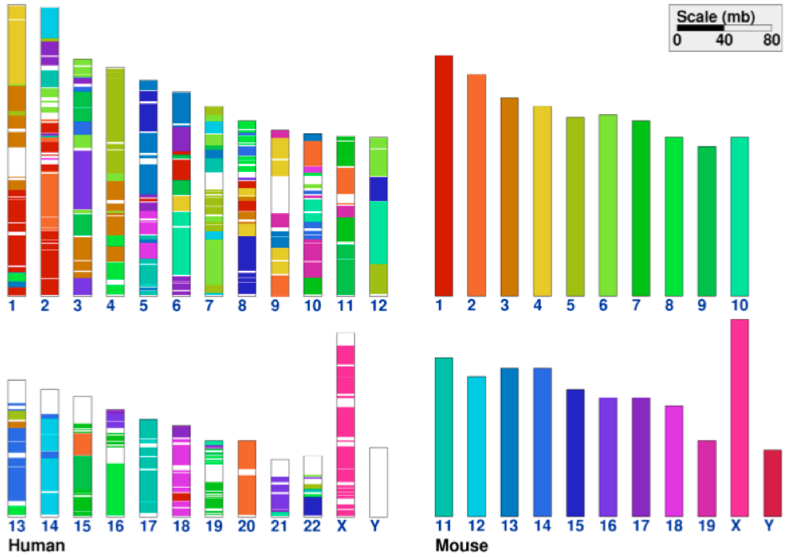 Scale (mb)
0 40 80
1 2 3 4 5 6 7 8 9 10 11 12
1 2 3 4 5 6 7 8 9 10
13 14 15 16 17 18 19 20 21 22 X Y
11 12 13 14 15 16 17 18 19 X Y
Human
Mouse